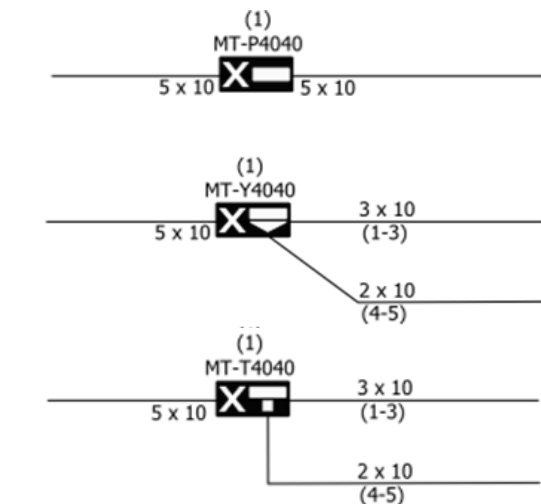 (1)
MT-P4040
X
5 x 10 5 x 10
(1)
MT-Y4040
X
3 x 10
5 x 10
(1-3)
2 x 10
(4-5)
(1)
MT-T4040
X
3 x 10
5 x 10
(1-3)
2 x 10
(4-5)